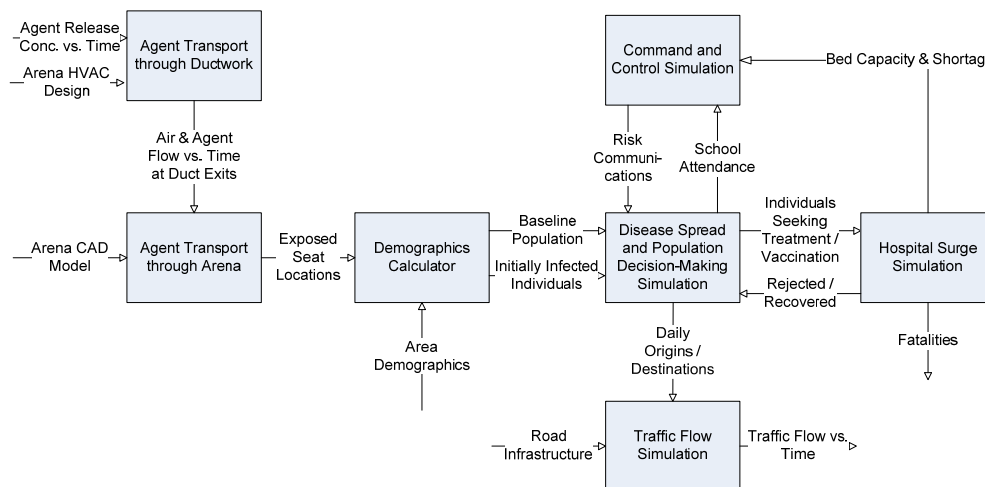 Agent Release
Conc. vs. Time
Arena HVAC
Design
Agent Transport
through Ductwork
Air & Agent
Flow vs. Time
at Duct Exits
Arena CAD
Model
Agent Transport
through Arena
Exposed
Seat
Locations
Demographics
Calculator
Area
Demographics
Baseline
Population
Initially Infected
Individuals
Command and
Control Simulation
Risk
Communi-
cations
School
Attendance
Bed Capacity & Shortag
Disease Spread
and Population
Decision-Making
Simulation
Individuals
Seeking
Treatment /
Vaccination
Rejected /
Recovered
Hospital Surge
Simulation
Fatalities
Daily
Origins /
Destinations
Road
Infrastructure
Traffic Flow
Simulation
Traffic Flow vs.
Time